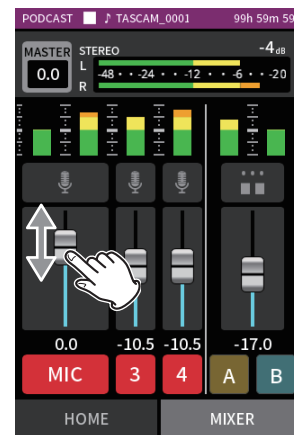 PODCAST ♪ TASCAM_0001 99h 59m 59
MASTER STEREO -4dB
0.0 L -48 · · -24 · · -12 · · -6 · · -20
R
0.0 -10.5 -10.5 -17.0
MIC 3 4 A B
HOME MIXER